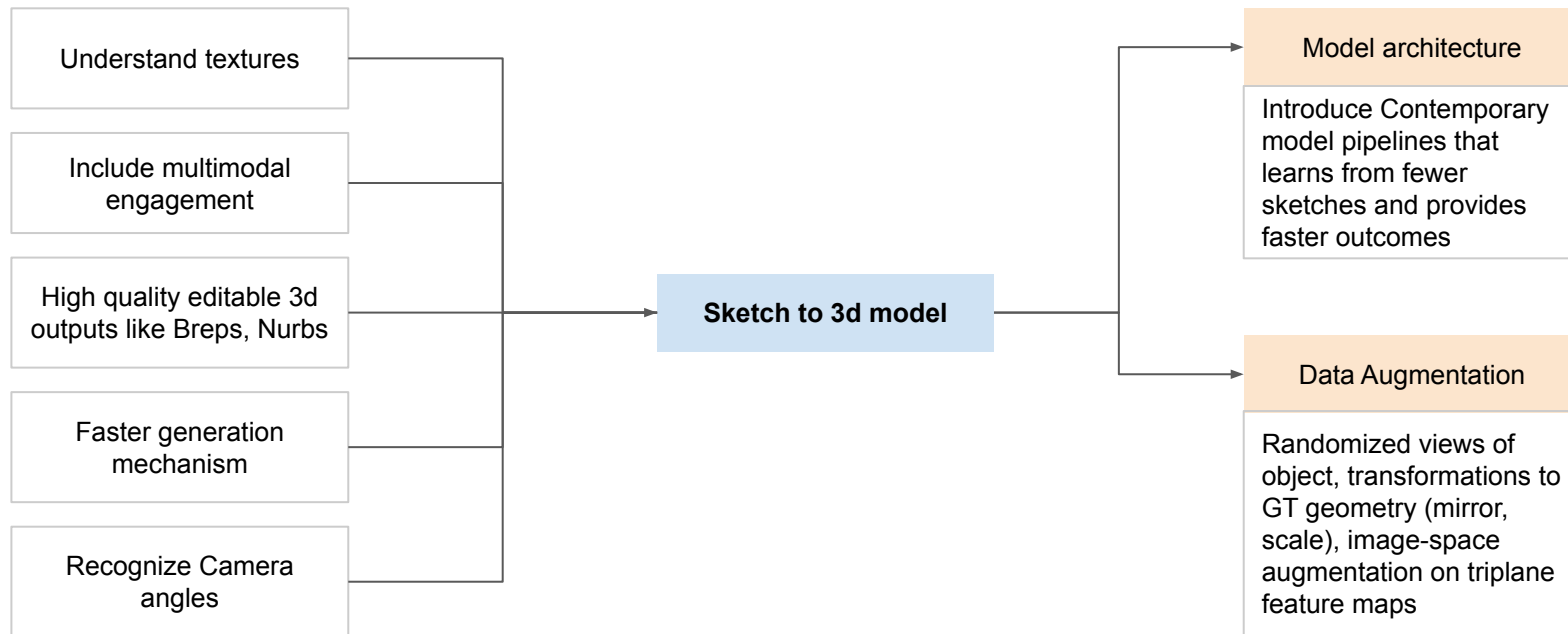 Understand textures
Include multimodal
engagement
High quality editable 3d
outputs like Breps, Nurbs
Faster generation
mechanism
Recognize Camera
angles
Sketch to 3d model
Model architecture
Introduce Contemporary
model pipelines that
learns from fewer
sketches and provides
faster outcomes
Data Augmentation
Randomized views of
object, transformations to
GT geometry (mirror,
scale), image-space
augmentation on triplane
feature maps